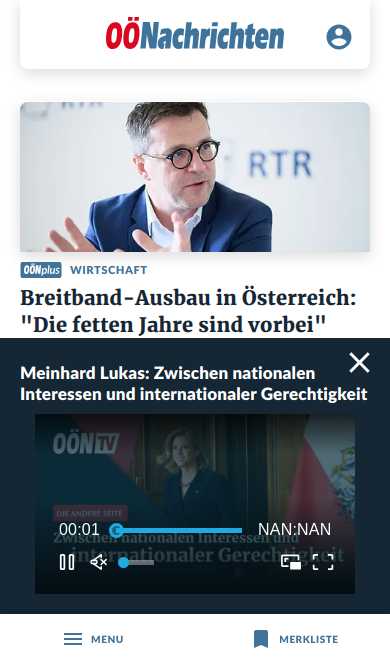 OÖNachrichten
RTR
RTR
OÖNplus WIRTSCHAFT
Breitband-Ausbau in Österreich:
"Die fetten Jahre sind vorbei"
Meinhard Lukas: Zwischen nationalen
Interessen und internationaler Gerechtigkeit
OÖN TV
DIE ANDERE SEITE
Zwischen nationalen Interessen und
internationaler Gerechtigkeit
00:01 NAN:NAN
MENU MERKLISTE